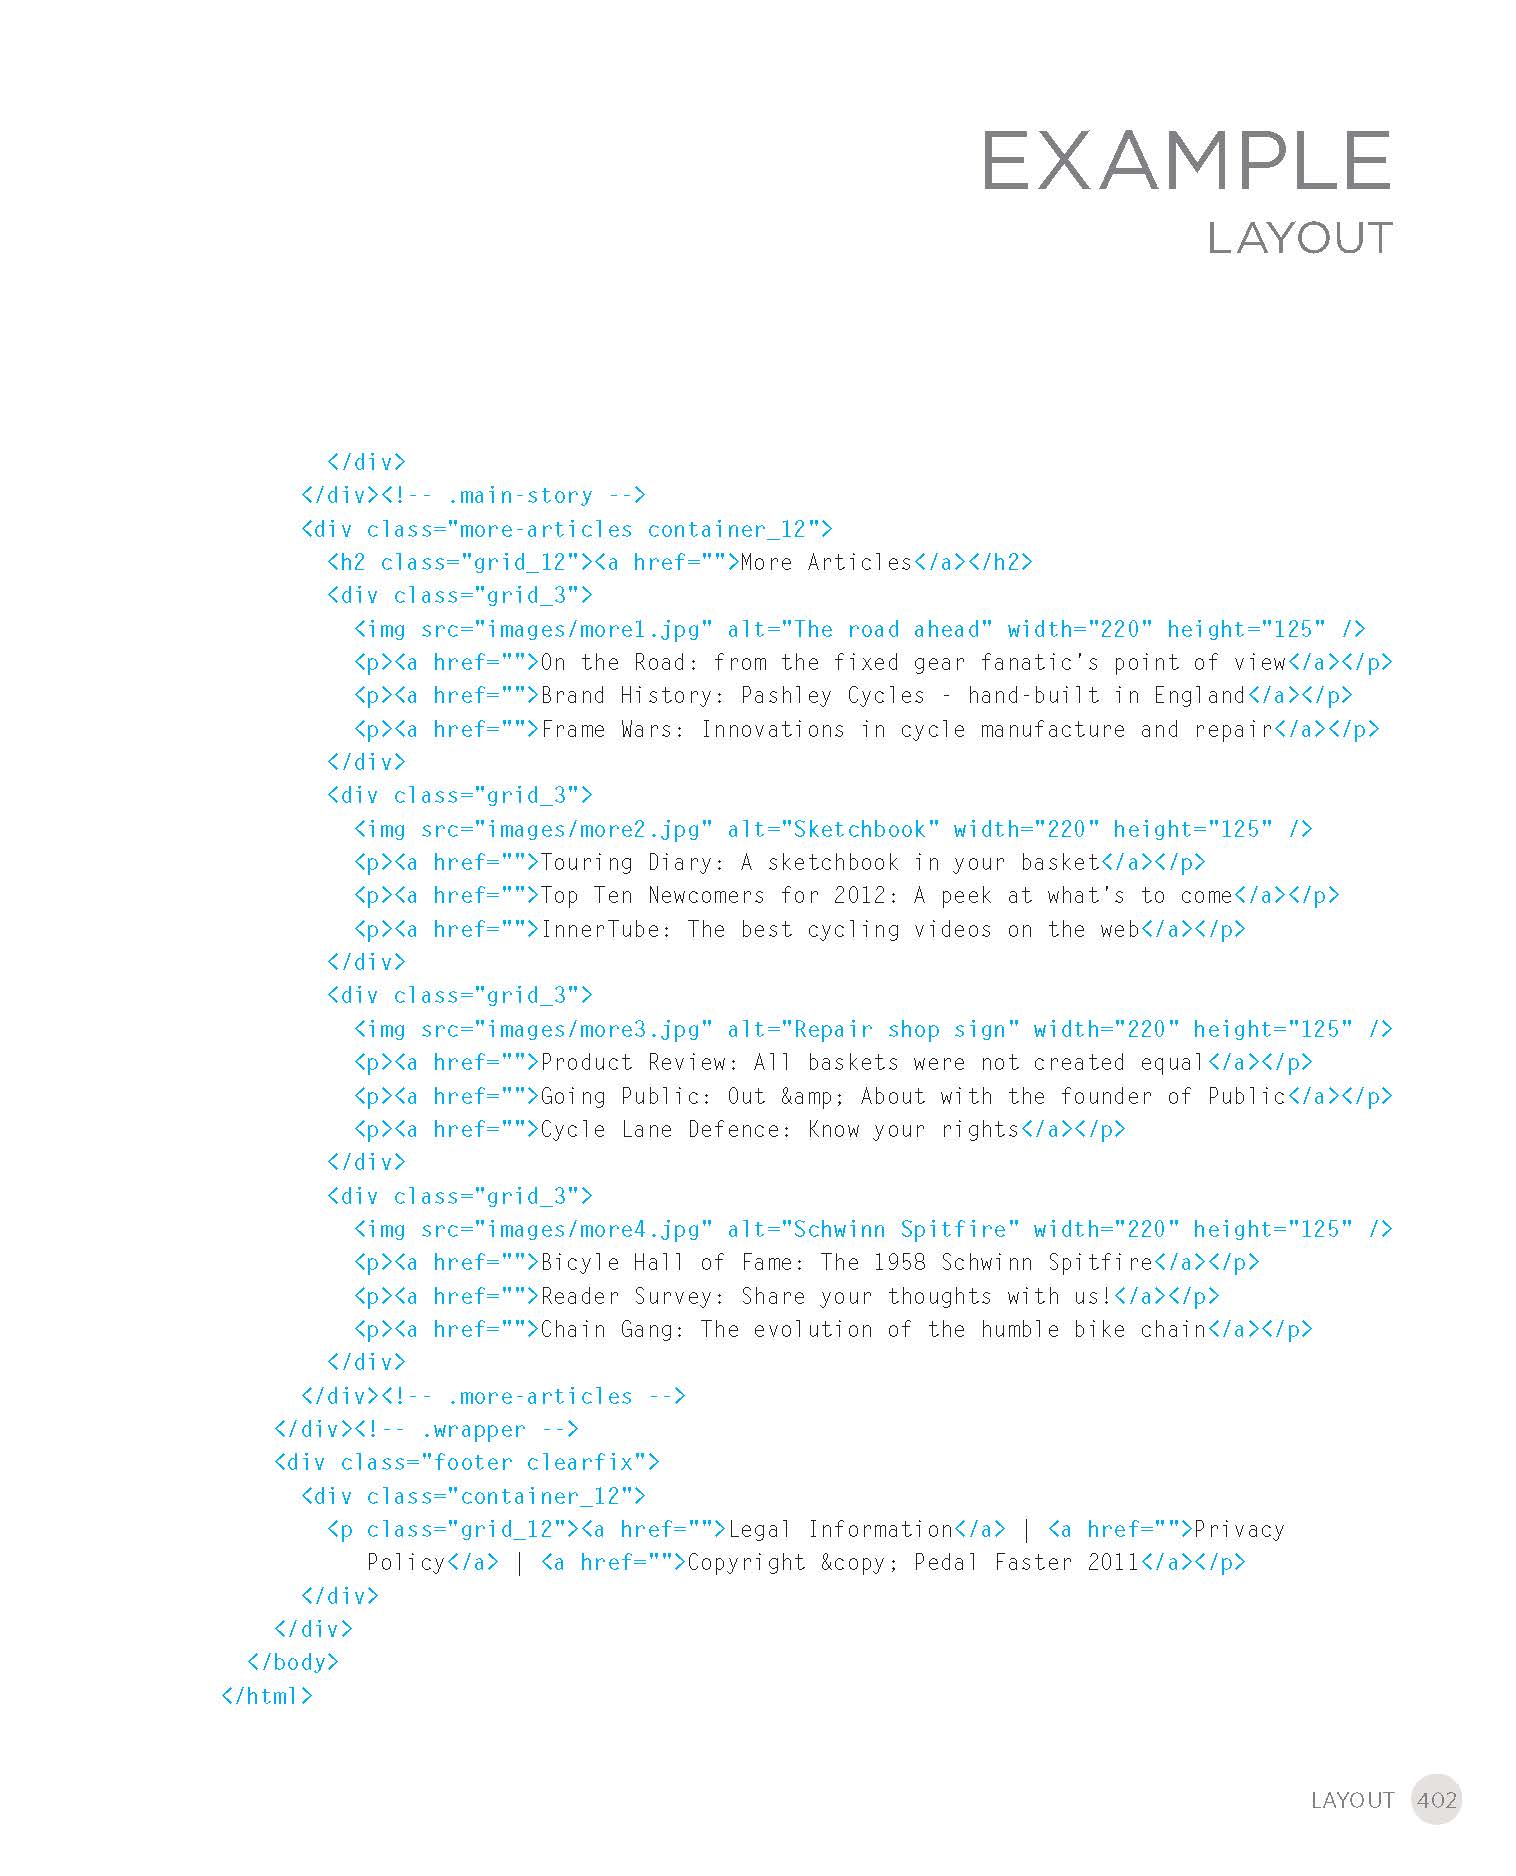 EXAMPLE
LAYOUT
</div>
</div><!-- .main-story -->
<div class="more-articles container_12">
<h2 class="grid_12"><a href="">More Articles</a></h2>
<div class="grid_3">
<img src="images/more1.jpg" alt="The road ahead" width="220" height="125" />
<p><a href="">On the Road: from the fixed gear fanatic's point of view</a></p>
<p><a href="">Brand History: Pashley Cycles - hand-built in England</a></p>
<p><a href="">Frame Wars: Innovations in cycle manufacture and repair</a></p>
</div>
<div class="grid_3">
<img src="images/more2.jpg" alt="Sketchbook" width="220" height="125" />
<p><a href="">Touring Diary: A sketchbook in your basket</a></p>
<p><a href="">Top Ten Newcomers for 2012: A peek at what's to come</a></p>
<p><a href="">InnerTube: The best cycling videos on the web</a></p>
</div>
<div class="grid_3">
<img src="images/more3.jpg" alt="Repair shop sign" width="220" height="125" />
<p><a href="">Product Review: All baskets were not created equal</a></p>
<p><a href="">Going Public: Out &amp; About with the founder of Public</a></p>
<p><a href="">Cycle Lane Defence: Know your rights</a></p>
</div>
<div class="grid_3">
<img src="images/more4.jpg" alt="Schwinn Spitfire" width="220" height="125" />
<p><a href="">Bicyle Hall of Fame: The 1958 Schwinn Spitfire</a></p>
<p><a href="">Reader Survey: Share your thoughts with us!</a></p>
<p><a href="">Chain Gang: The evolution of the humble bike chain</a></p>
</div>
</div><!-- .more-articles -->
</div><!-- .wrapper -->
<div class="footer clearfix">
<div class="container_12">
<p class="grid_12"><a href="">Legal Information</a> | <a href="">Privacy
Policy</a> | <a href="">Copyright &copy; Pedal Faster 2011</a></p>
</div>
</div>
</body>
</html>
LAYOUT 402